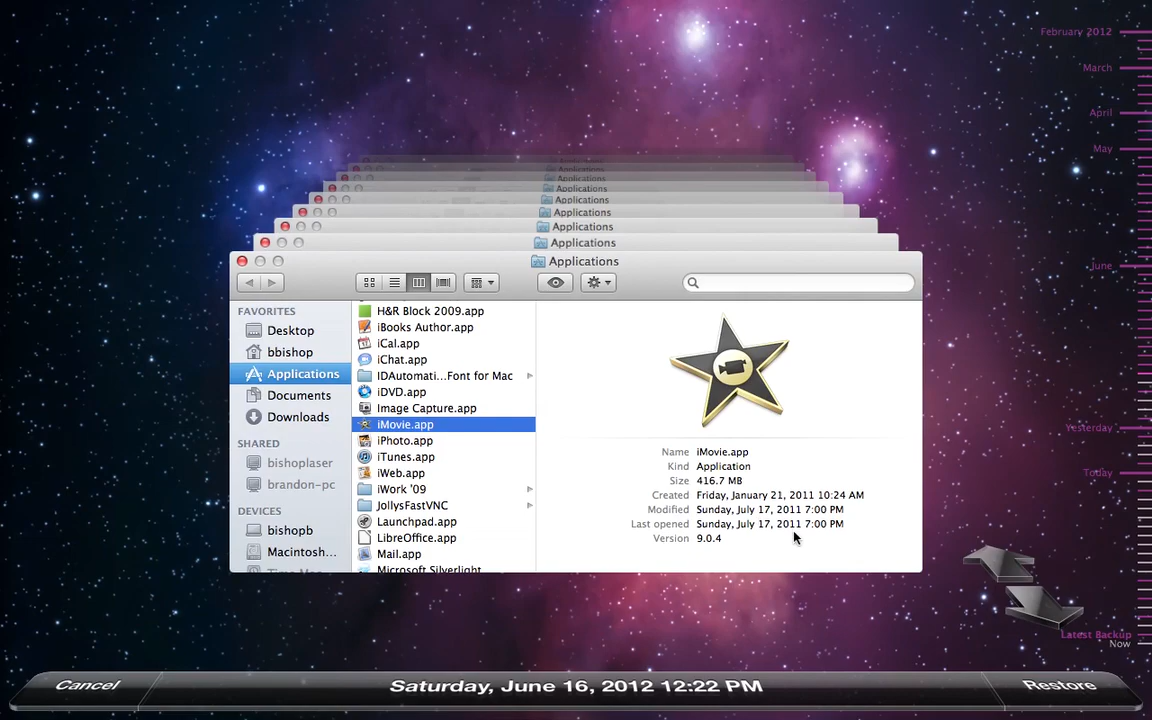 February 2012
March
April
May
June
Yesterday
Today
Latest Backup
Now
Applications
Applications
Applications
Applications
Applications
Applications
Applications
FAVORITES
Desktop
bbishop
Applications
Documents
Downloads
SHARED
bishoplaser
brandon-pc
DEVICES
bishopb
Macintosh...
H&R Block 2009.app
iBooks Author.app
iCal.app
iChat.app
IDAutomati...Font for Mac
iDVD.app
Image Capture.app
iMovie.app
iPhoto.app
iTunes.app
iWeb.app
iWork '09
JollysFastVNC
Launchpad.app
LibreOffice.app
Mail.app
Microsoft Silverlight
Name iMovie.app
Kind Application
Size 416.7 MB
Created Friday, January 21, 2011 10:24 AM
Modified Sunday, July 17, 2011 7:00 PM
Last opened Sunday, July 17, 2011 7:00 PM
Version 9.0.4
Cancel
Saturday, June 16, 2012 12:22 PM
Restore